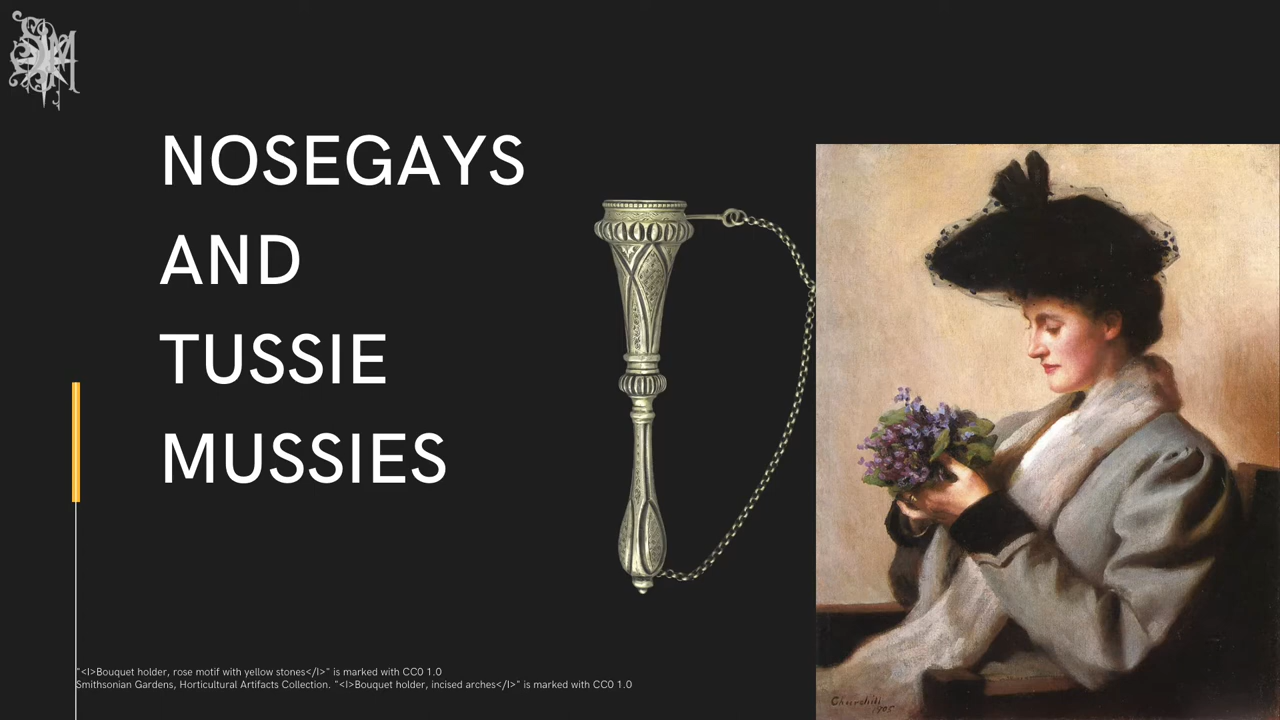 NOSEGAYS
AND
TUSSIE
MUSSIES
"<I>Bouquet holder, rose motif with yellow stones</I>" is marked with CC0 1.0
Smithsonian Gardens, Horticultural Artifacts Collection. "<I>Bouquet holder, incised arches</I>" is marked with CC0 1.0
Churchill
1905